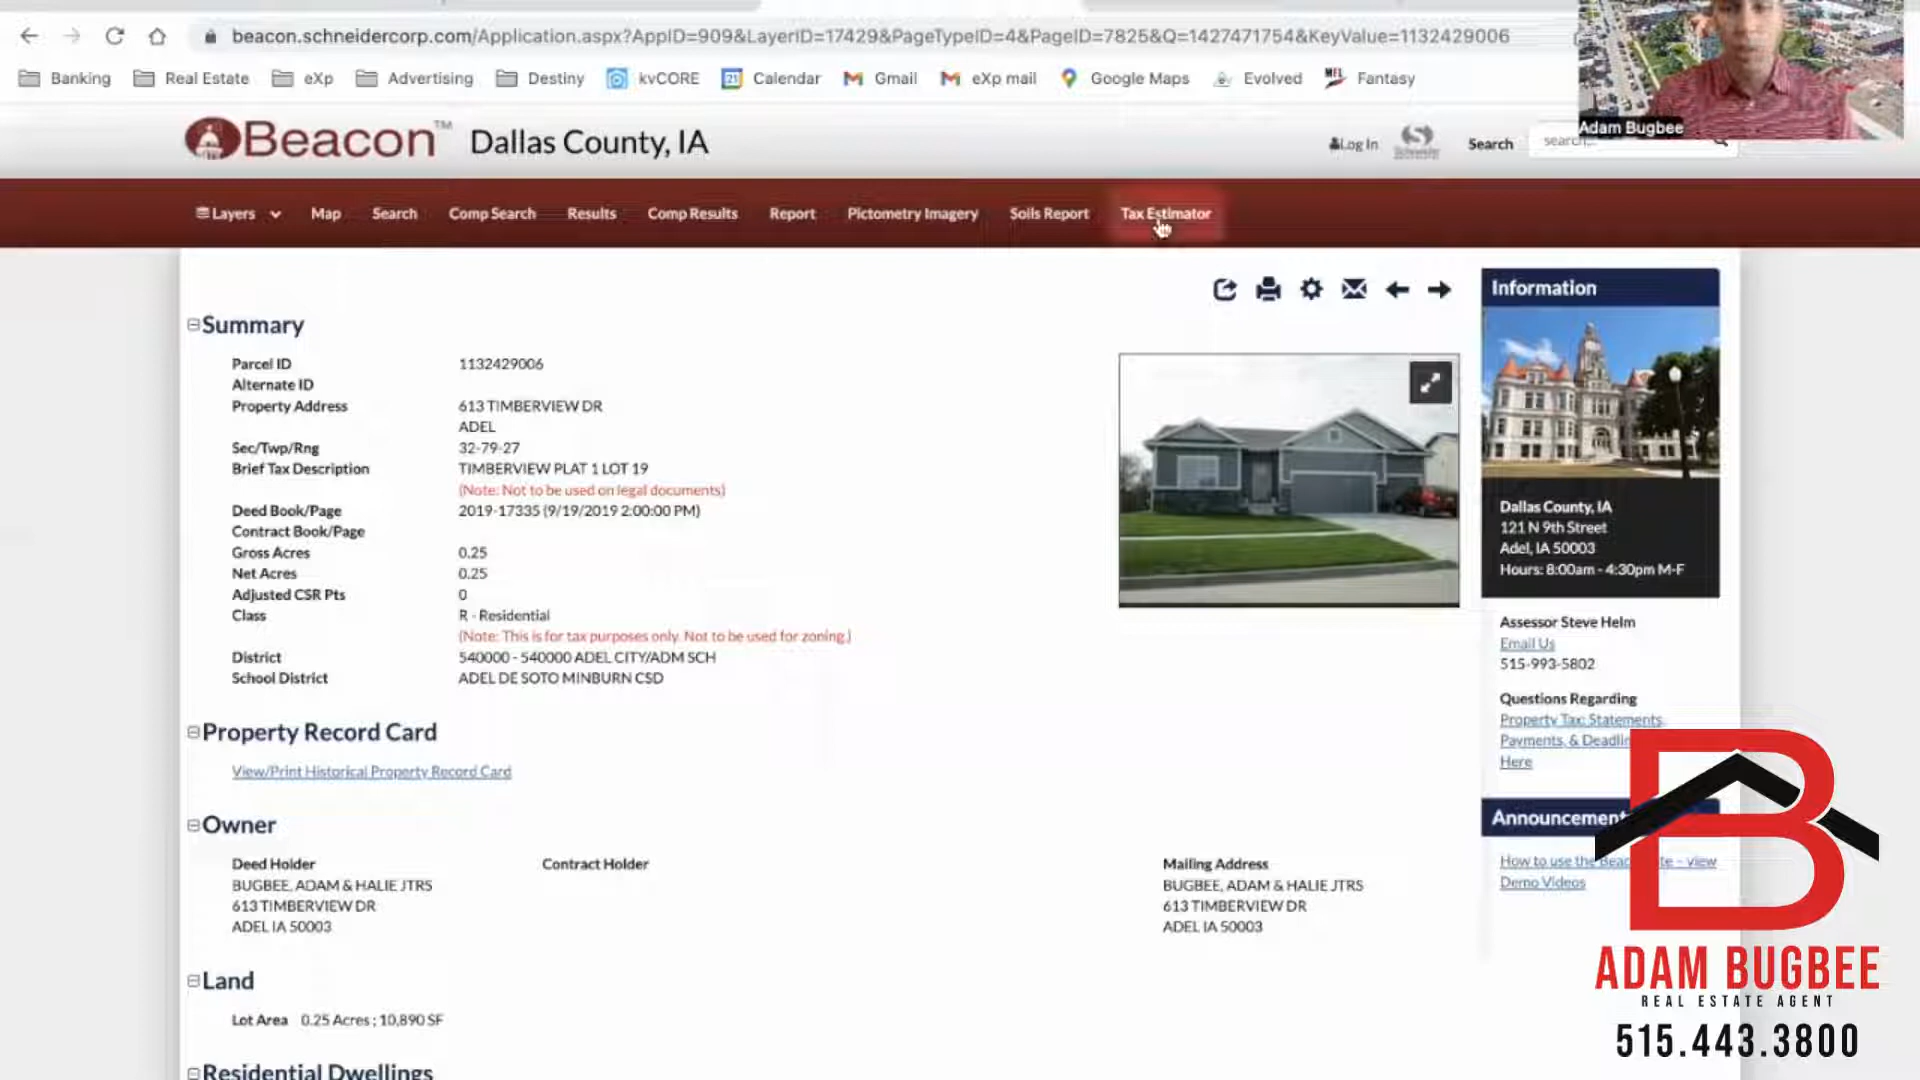 beacon.schneidercorp.com/Application.aspx?AppID=909&LayerID=17429&PageTypeID=4&PageID=7825&Q=1427471754&KeyValue=1132429006
Banking Real Estate eXp Advertising Destiny kvCORE Calendar Gmail eXp mail Google Maps Evolved Fantasy
Adam Bugbee
Beacon™ Dallas County, IA
Log In Search search...
Layers Map Search Comp Search Results Comp Results Report Pictometry Imagery Soils Report Tax Estimator
Summary
Parcel ID 1132429006
Alternate ID
Property Address 613 TIMBERVIEW DR
ADEL
Sec/Twp/Rng 32-79-27
Brief Tax Description TIMBERVIEW PLAT 1 LOT 19
(Note: Not to be used on legal documents)
Deed Book/Page 2019-17335 (9/19/2019 2:00:00 PM)
Contract Book/Page
Gross Acres 0.25
Net Acres 0.25
Adjusted CSR Pts 0
Class R - Residential
(Note: This is for tax purposes only. Not to be used for zoning.)
District 540000 - 540000 ADEL CITY/ADM SCH
School District ADEL DE SOTO MINBURN CSD
Property Record Card
View/Print Historical Property Record Card
Owner
Deed Holder Contract Holder Mailing Address
BUGBEE, ADAM & HALIE JTRS BUGBEE, ADAM & HALIE JTRS
613 TIMBERVIEW DR 613 TIMBERVIEW DR
ADEL IA 50003 ADEL IA 50003
Land
Lot Area 0.25 Acres; 10,890 SF
Residential Dwellings
Information
Dallas County, IA
121 N 9th Street
Adel, IA 50003
Hours: 8:00am - 4:30pm M-F
Assessor Steve Helm
Email Us
515-993-5802
Questions Regarding
Property Tax: Statements,
Payments, & Deadlin
Here
Announcement
How to use the Beac te - view
Demo Videos
B
ADAM BUGBEE
REAL ESTATE AGENT
515.443.3800